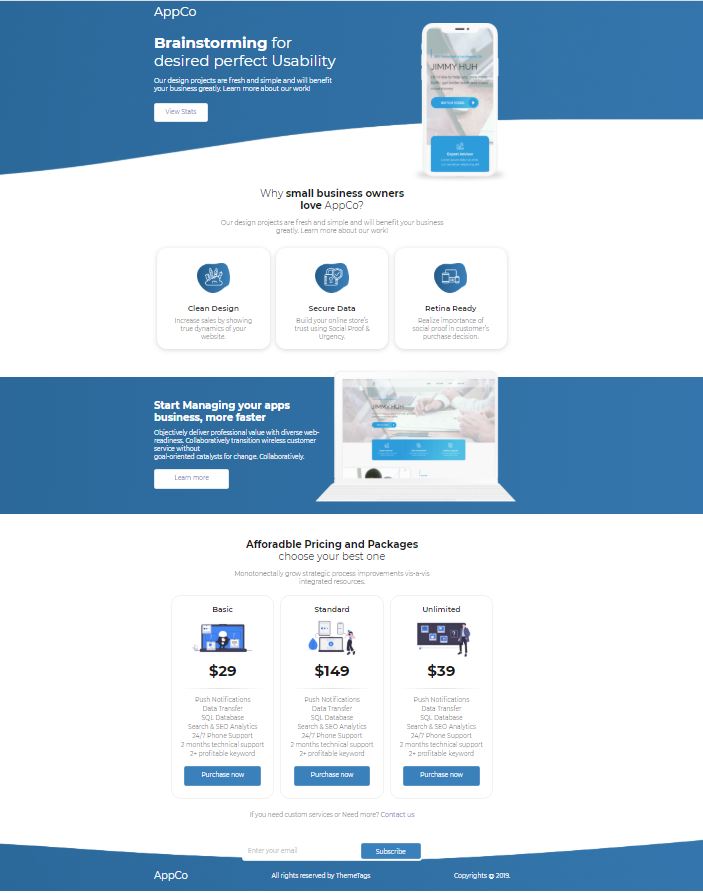 AppCo
Brainstorming for
desired perfect Usability
Our design projects are fresh and simple and will benefit
your business greatly. Learn more about our work!
View Stats
JIMMY HUH
Why small business owners
love AppCo?
Our design projects are fresh and simple and will benefit your business
greatly. Learn more about our work!
Clean Design
Increase sales by showing
true dynamics of your
website.
Secure Data
Build your online store's
trust using Social Proof &
Urgency.
Retina Ready
Realize importance of
social proof in customer's
purchase decision.
Start Managing your apps
business, more faster
Objectively deliver professional value with diverse web-
readiness. Collaboratively transition wireless customer
service without
goal-oriented catalysts for change. Collaboratively.
Learn more
JIMMY HUH
Afforadble Pricing and Packages
choose your best one
Monotonectally grow strategic process improvements vis-a-vis
integrated resources.
Basic
$29
Push Notifications
Data Transfer
SQL Database
Search & SEO Analytics
24/7 Phone Support
2 months technical support
2+ profitable keyword
Purchase now
Standard
$149
Push Notifications
Data Transfer
SQL Database
Search & SEO Analytics
24/7 Phone Support
2 months technical support
2+ profitable keyword
Purchase now
Unlimited
$39
Push Notifications
Data Transfer
SQL Database
Search & SEO Analytics
24/7 Phone Support
2 months technical support
2+ profitable keyword
Purchase now
If you need custom services or Need more? Contact us
Enter your email
Subscribe
AppCo
All rights reserved by ThemeTags
Copyrights @ 2019.